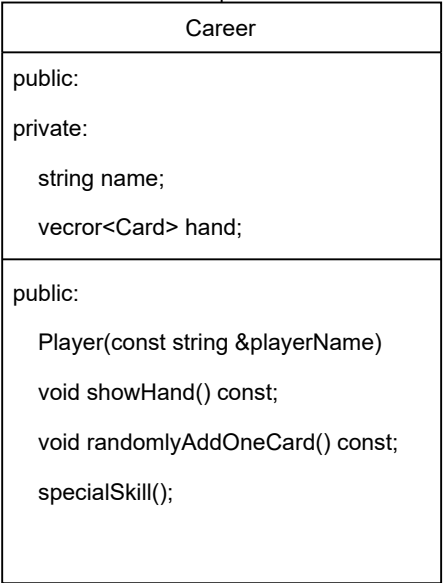 Career
public:
private:
string name;
vecror<Card> hand;
public:
Player(const string &playerName)
void showHand() const;
void randomlyAddOneCard() const;
specialSkill();